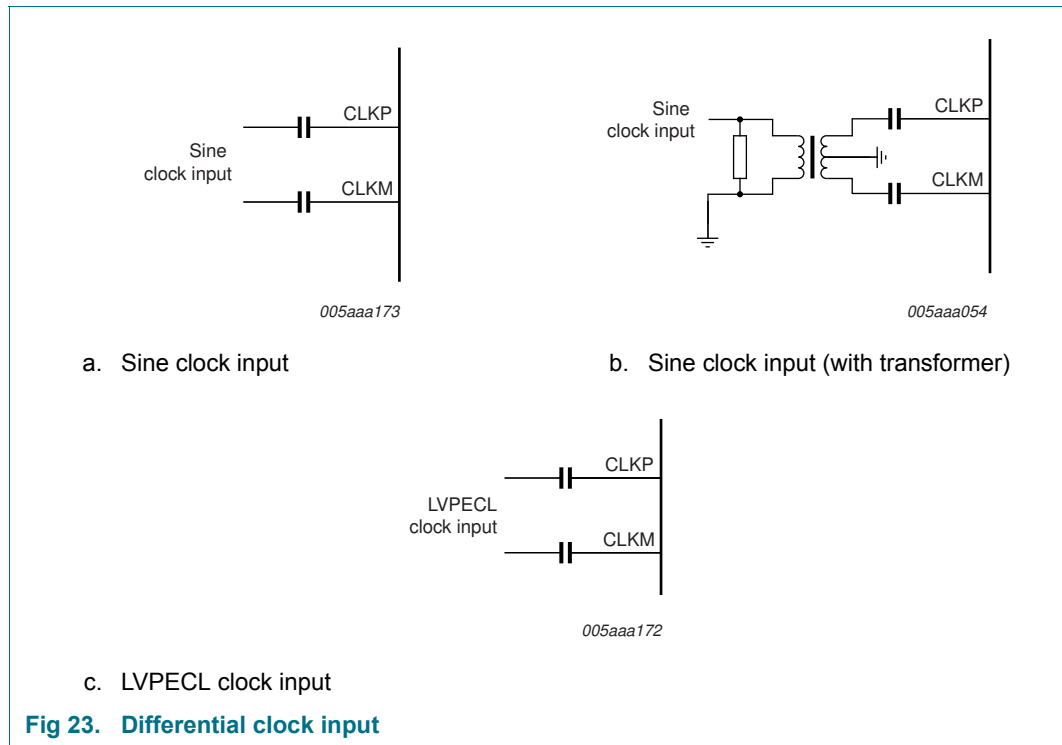 Sine
clock input
CLKP
CLKM
005aaa173
a. Sine clock input
Sine
clock input
CLKP
CLKM
005aaa054
b. Sine clock input (with transformer)
LVPECL
clock input
CLKP
CLKM
005aaa172
c. LVPECL clock input
Fig 23. Differential clock input